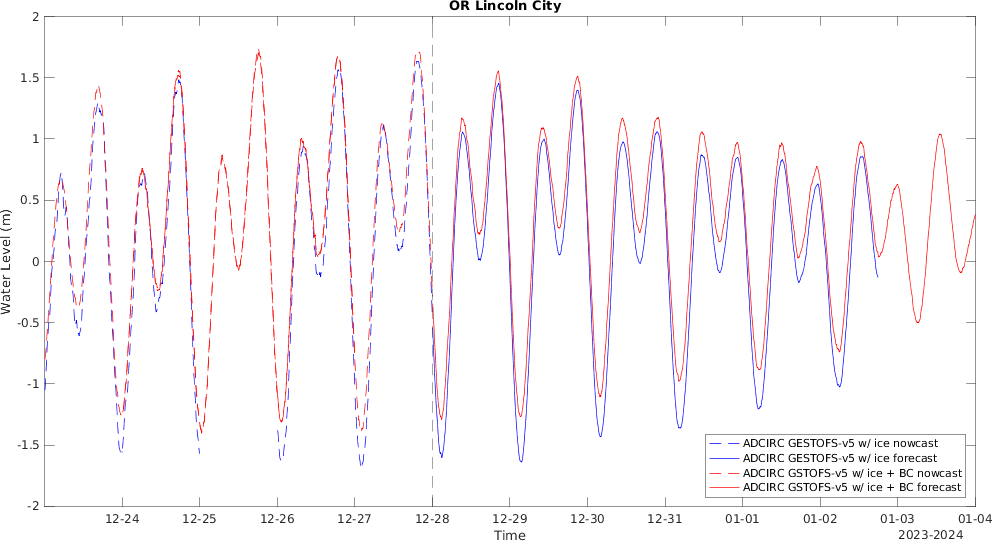 OR Lincoln City
2
1.5
1
0.5
0
-0.5
-1
-1.5
-2
Water Level (m)
ADCIRC GESTOFS-v5 w/ ice nowcast
ADCIRC GESTOFS-v5 w/ ice forecast
ADCIRC GSTOFS-v5 w/ ice + BC nowcast
ADCIRC GSTOFS-v5 w/ ice + BC forecast
12-24 12-25 12-26 12-27 12-28 12-29 12-30 12-31 01-01 01-02 01-03 01-04
Time
2023-2024